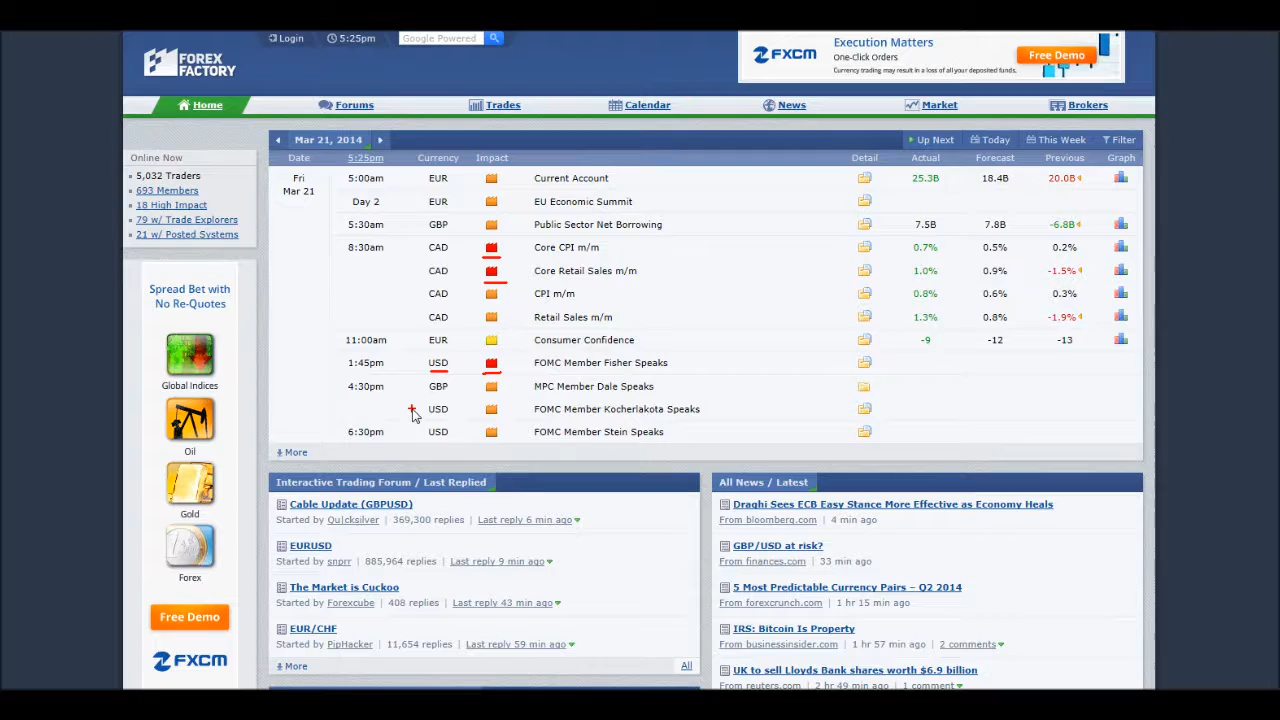 Login
5:25pm
Google Powered
FOREX
FACTORY
FXCM
Execution Matters
One-Click Orders
Currency trading may result in a loss of all your deposited funds.
Free Demo
Home
Forums
Trades
Calendar
News
Market
Brokers
Online Now
5,032 Traders
693 Members
18 High Impact
79 w/ Trade Explorers
21 w/ Posted Systems
Spread Bet with
No Re-Quotes
Global Indices
Oil
Gold
Forex
Free Demo
FXCM
Mar 21, 2014 Up Next Today This Week Filter
Date 5:25pm Currency Impact Detail Actual Forecast Previous Graph
Fri 5:00am EUR Current Account 25.3B 18.4B 20.0B
Mar 21
Day 2 EUR EU Economic Summit
5:30am GBP Public Sector Net Borrowing 7.5B 7.8B -6.8B
8:30am CAD Core CPI m/m 0.7% 0.5% 0.2%
CAD Core Retail Sales m/m 1.0% 0.9% -1.5%
CAD CPI m/m 0.8% 0.6% 0.3%
CAD Retail Sales m/m 1.3% 0.8% -1.9%
11:00am EUR Consumer Confidence -9 -12 -13
1:45pm USD FOMC Member Fisher Speaks
4:30pm GBP MPC Member Dale Speaks
USD FOMC Member Kocherlakota Speaks
6:30pm USD FOMC Member Stein Speaks
More
Interactive Trading Forum / Last Replied
Cable Update (GBPUSD)
Started by Qu1cksilver | 369,300 replies | Last reply 6 min ago
EURUSD
Started by snprr | 885,964 replies | Last reply 9 min ago
The Market is Cuckoo
Started by Forexcube | 408 replies | Last reply 43 min ago
EUR/CHF
Started by PipHacker | 11,654 replies | Last reply 59 min ago
More
All
All News / Latest
Draghi Sees ECB Easy Stance More Effective as Economy Heals
From bloomberg.com | 4 min ago
GBP/USD at risk?
From finances.com | 33 min ago
5 Most Predictable Currency Pairs – Q2 2014
From forexcrunch.com | 1 hr 15 min ago
IRS: Bitcoin Is Property
From businessinsider.com | 1 hr 57 min ago | 2 comments
UK to sell Lloyds Bank shares worth $6.9 billion
From reuters.com | 2 hr 49 min ago | 1 comment